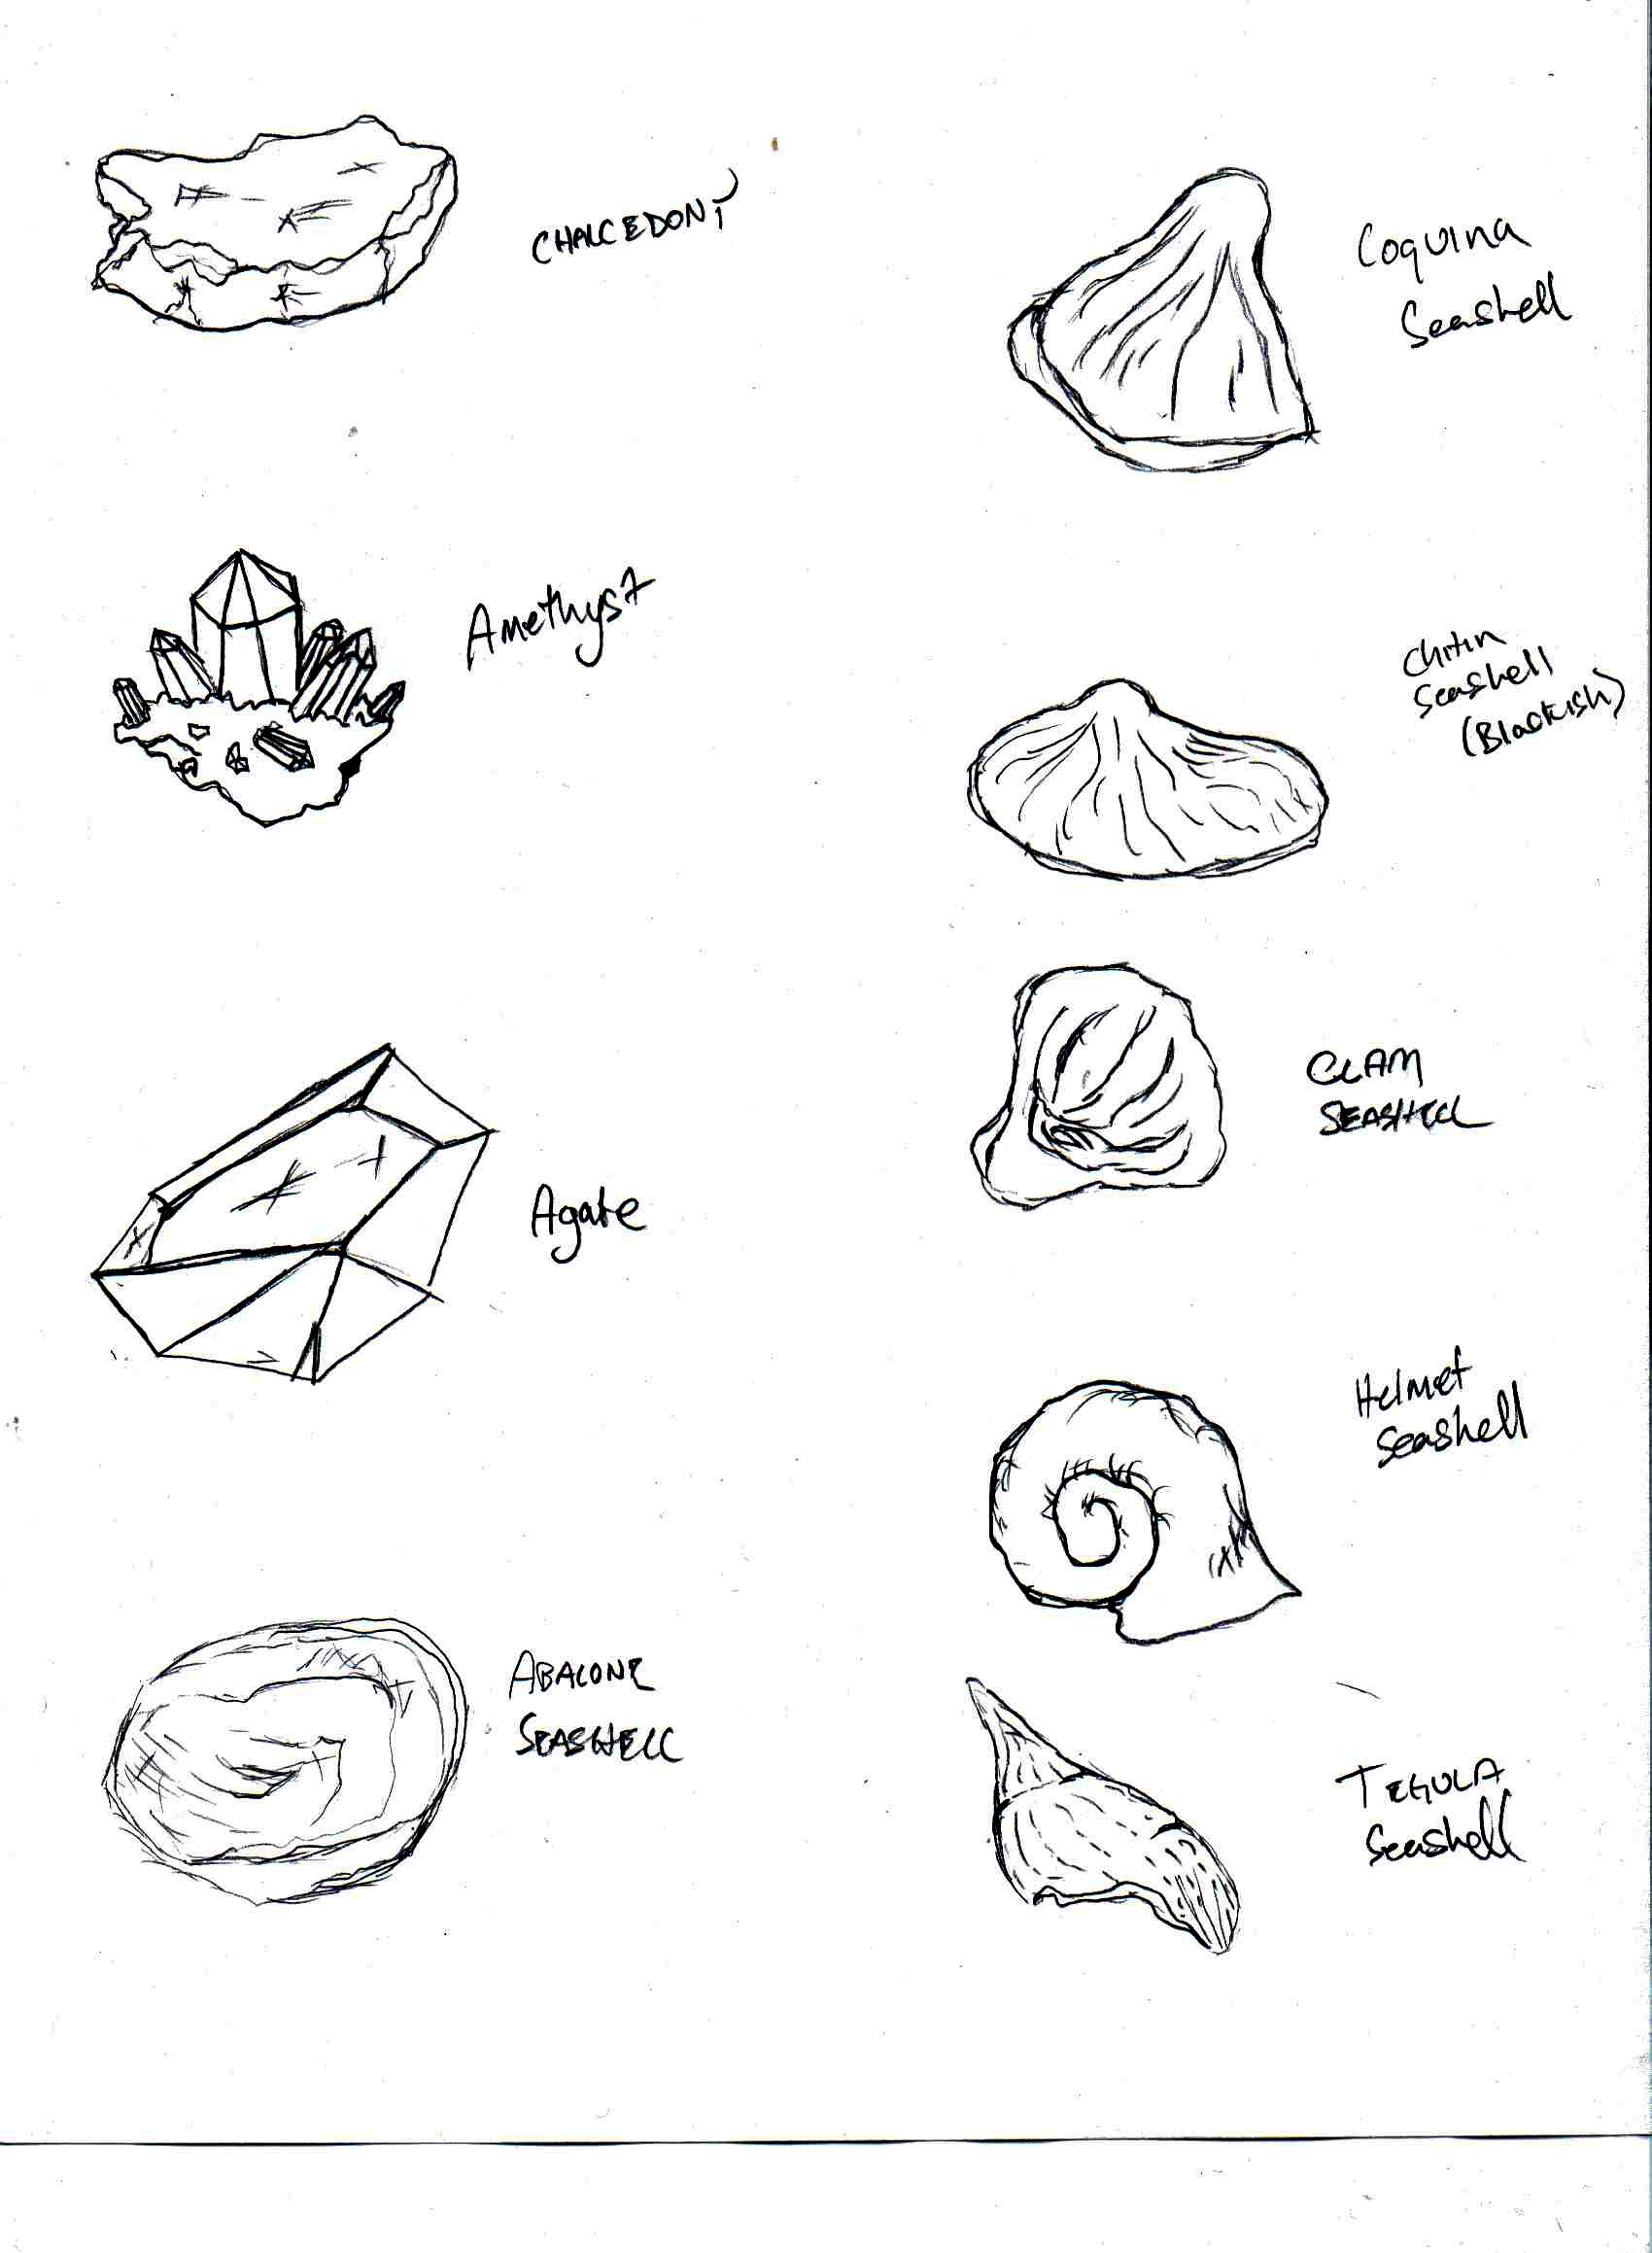 CHALCEDONY
Coquina
Seashell
Amethyst
Chitin
Seashell
(Blackish)
CLAM
SEASHELL
Agate
Helmet
Seashell
ABALONE
SEASHELL
TEGULA
Seashell